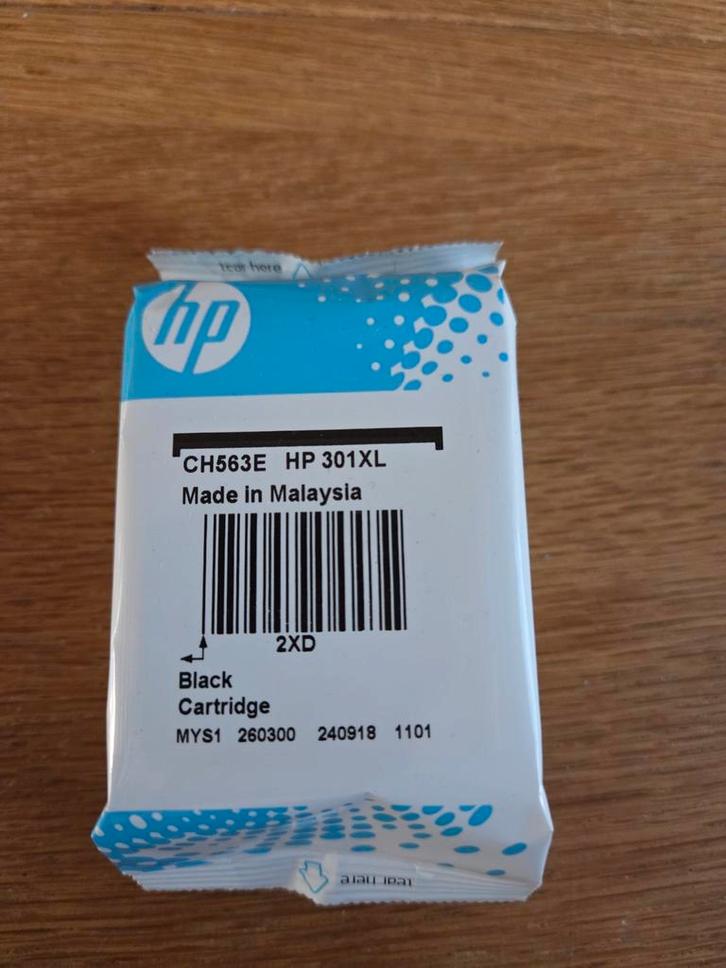 tear here
hp
CH563E HP 301XL
Made in Malaysia
2XD
Black
Cartridge
MYS1 260300 240918 1101
tear here